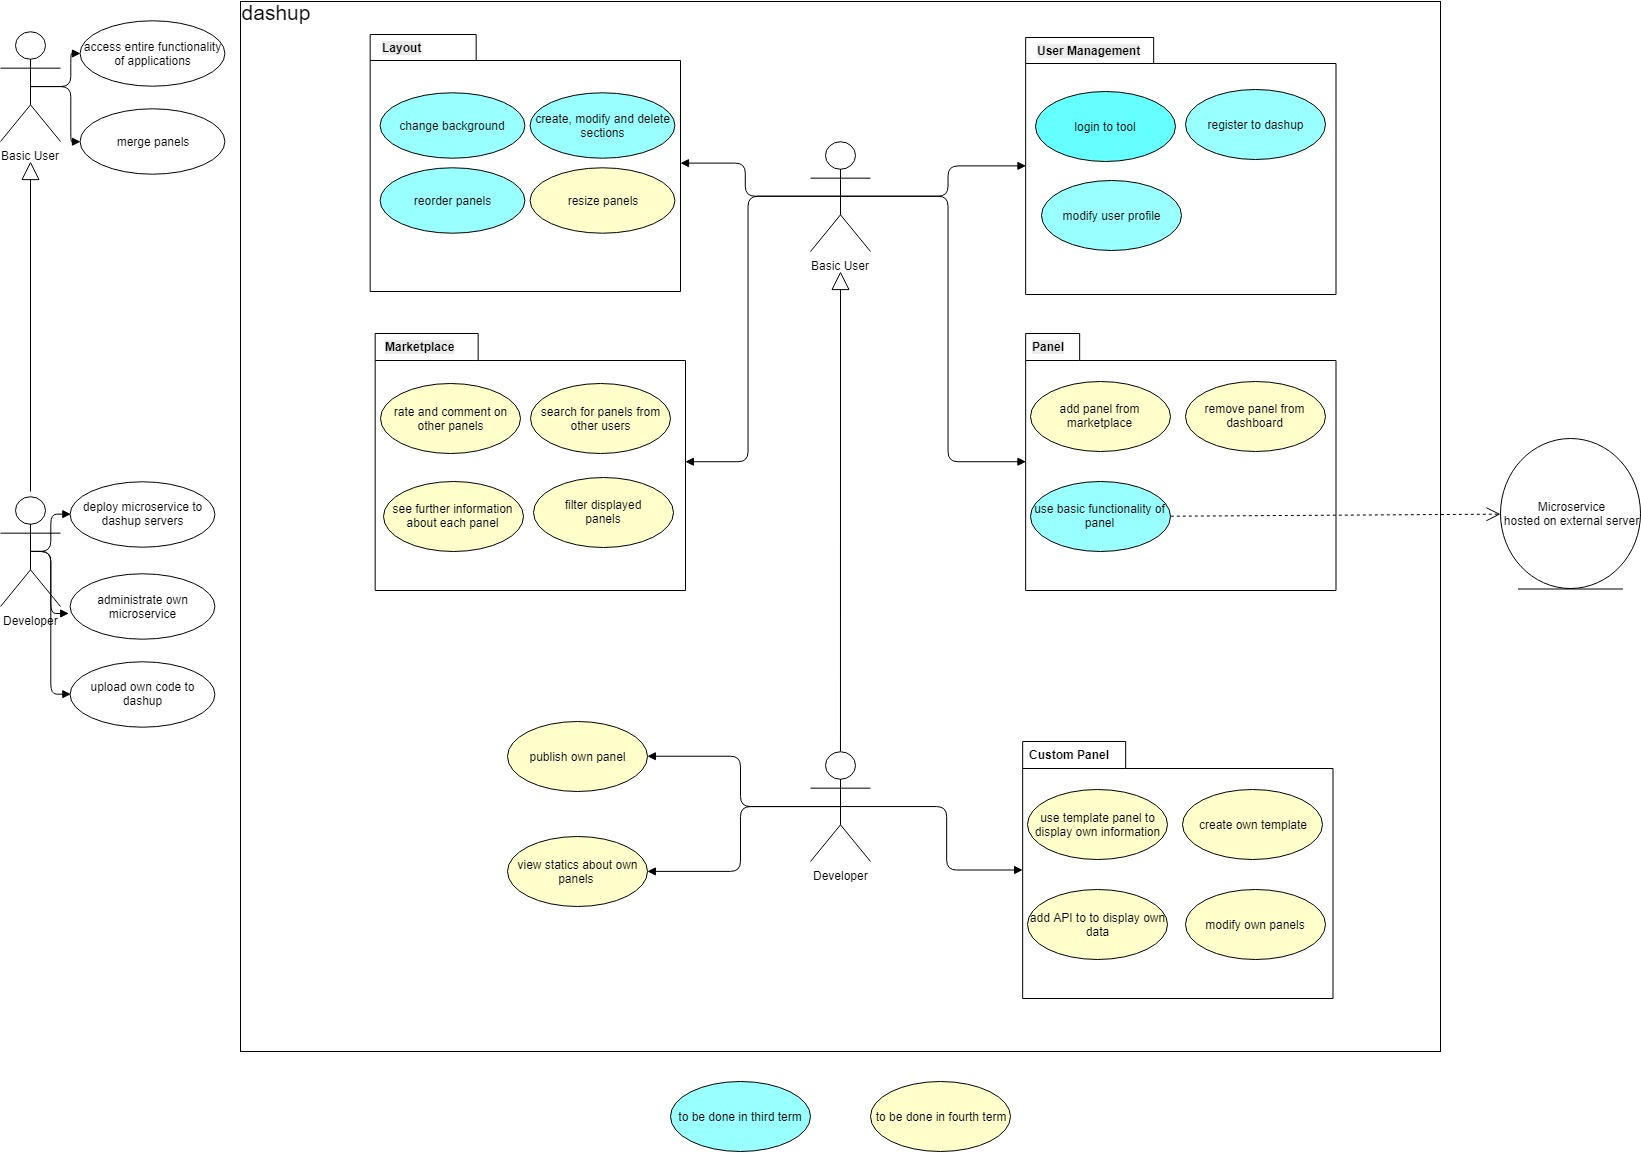 dashup
access entire functionality
of applications
merge panels
Basic User
deploy microservice to
dashup servers
administrate own
microservice
Developer
upload own code to
dashup
Layout
change background
create, modify and delete
sections
reorder panels
resize panels
User Management
login to tool
register to dashup
modify user profile
Basic User
Marketplace
rate and comment on
other panels
search for panels from
other users
see further information
about each panel
filter displayed
panels
Panel
add panel from
marketplace
remove panel from
dashboard
use basic functionality of
panel
Microservice
hosted on external server
publish own panel
view statics about own
panels
Developer
Custom Panel
use template panel to
display own information
create own template
add API to to display own
data
modify own panels
to be done in third term
to be done in fourth term